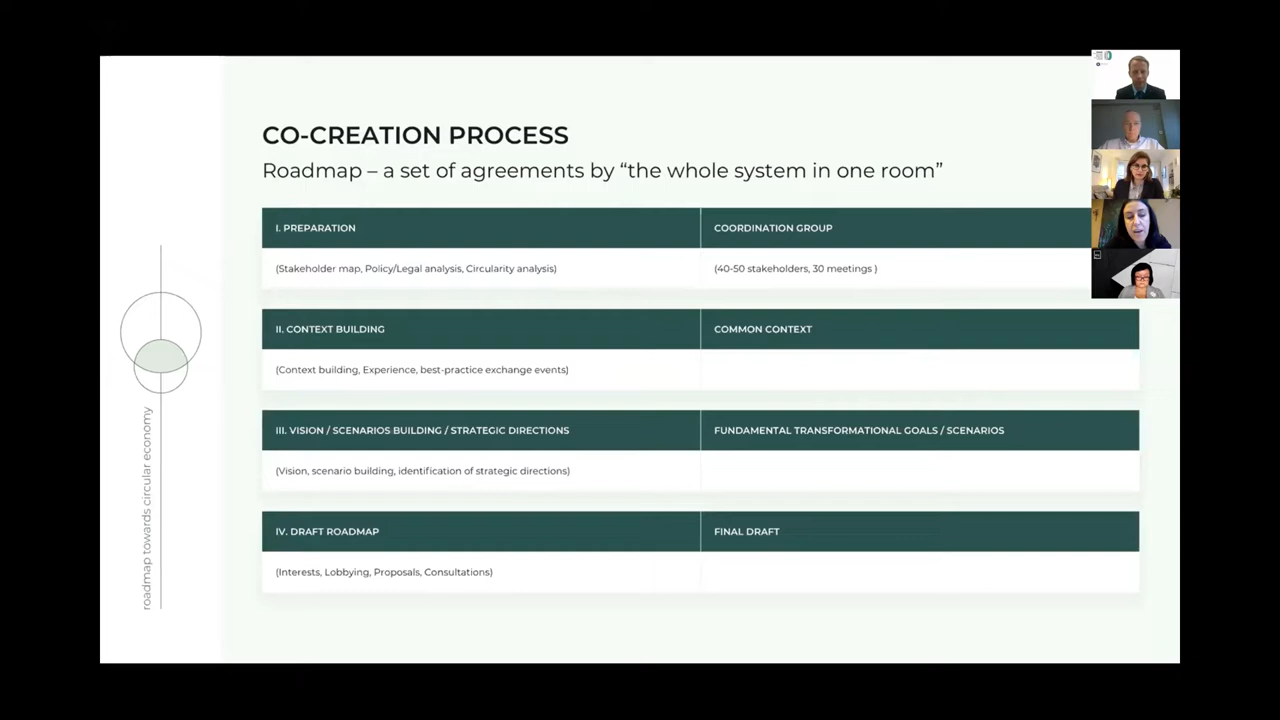 CO-CREATION PROCESS
Roadmap – a set of agreements by “the whole system in one room”
I. PREPARATION
COORDINATION GROUP
(Stakeholder map, Policy/Legal analysis, Circularity analysis)
(40-50 stakeholders, 30 meetings )
II. CONTEXT BUILDING
COMMON CONTEXT
(Context building, Experience, best-practice exchange events)
III. VISION / SCENARIOS BUILDING / STRATEGIC DIRECTIONS
FUNDAMENTAL TRANSFORMATIONAL GOALS / SCENARIOS
(Vision, scenario building, identification of strategic directions)
IV. DRAFT ROADMAP
FINAL DRAFT
(Interests, Lobbying, Proposals, Consultations)
roadmap towards circular economy